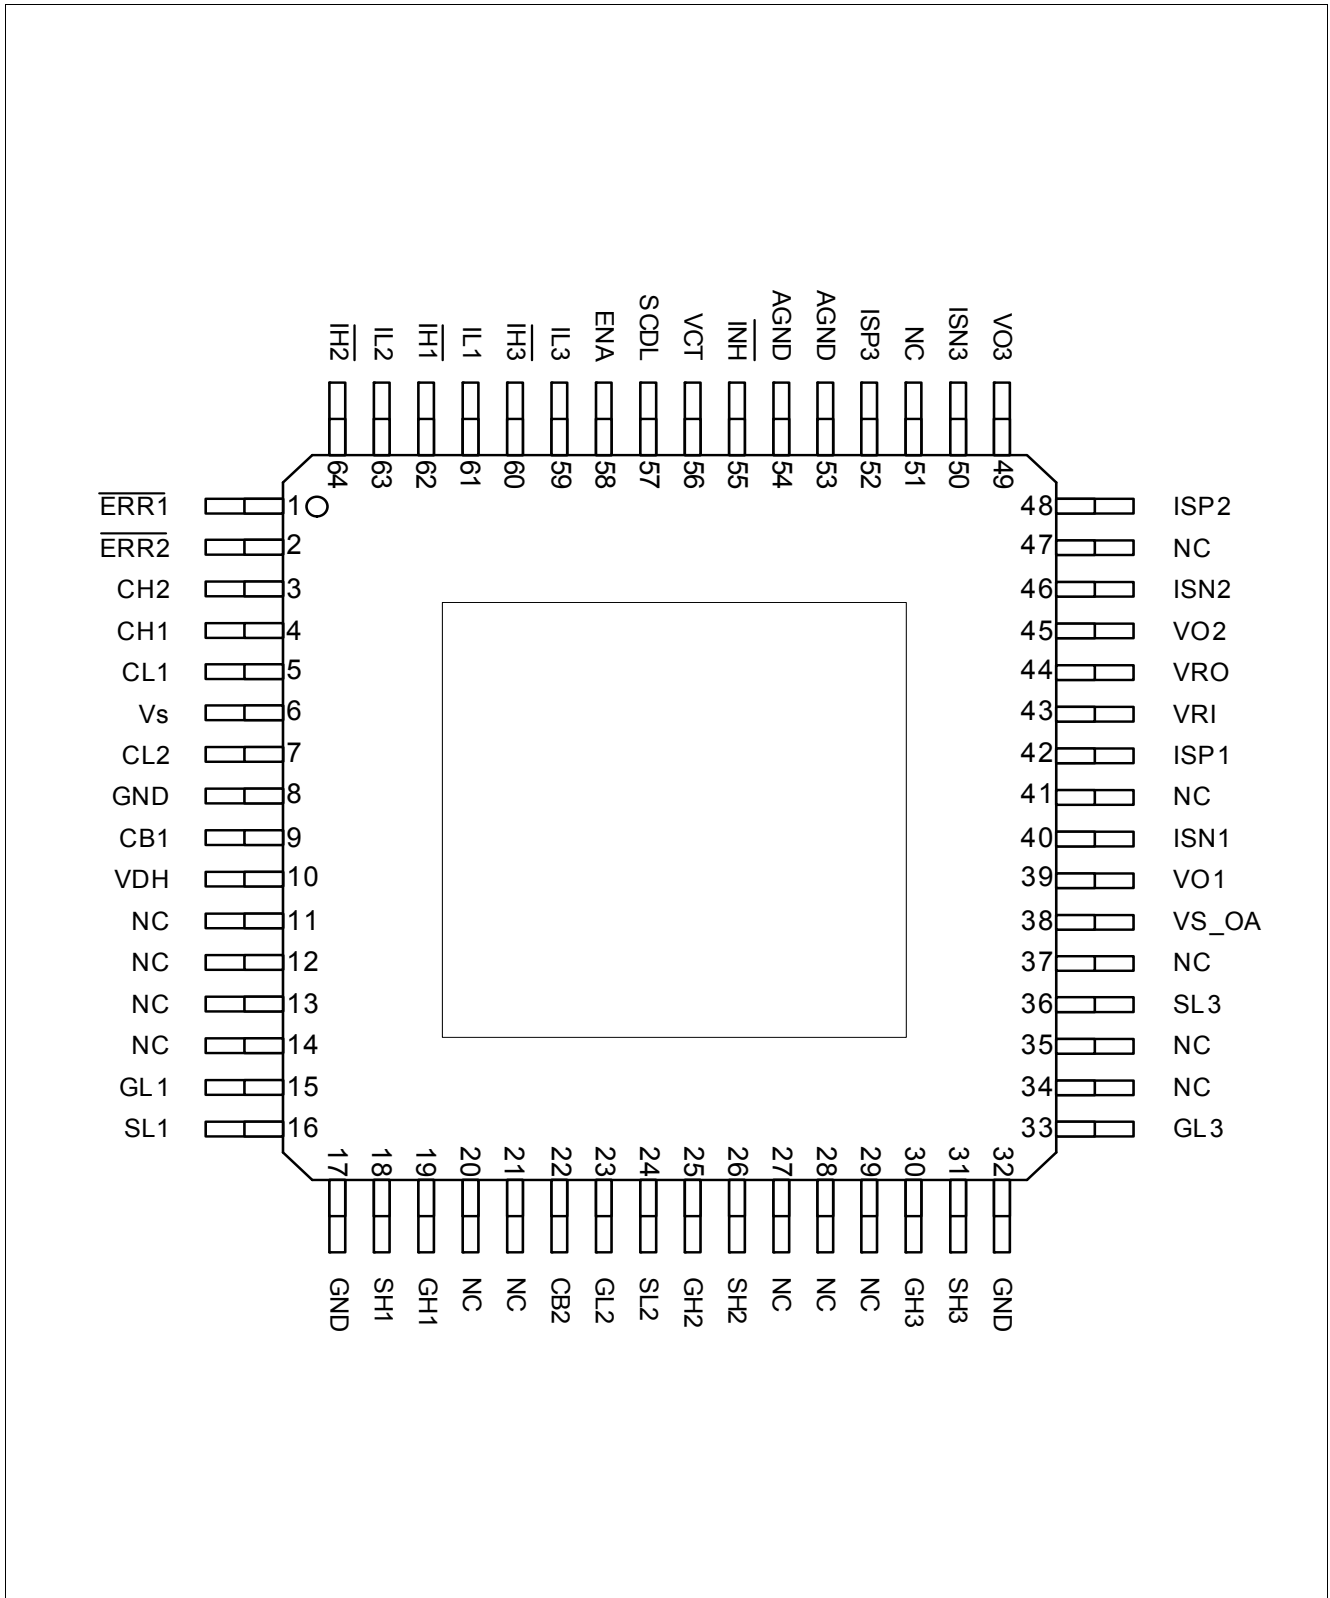 IH2 IL2 IH1 IL1 IH3 IL3 ENA SCDL VCT INH AGND AGND ISP3 NC ISN3 VO3
64 63 62 61 60 59 58 57 56 55 54 53 52 51 50 49
ERR1 1 48 ISP2
ERR2 2 47 NC
CH2 3 46 ISN2
CH1 4 45 VO2
CL1 5 44 VRO
Vs 6 43 VRI
CL2 7 42 ISP1
GND 8 41 NC
CB1 9 40 ISN1
VDH 10 39 VO1
NC 11 38 VS_OA
NC 12 37 NC
NC 13 36 SL3
NC 14 35 NC
GL1 15 34 NC
SL1 16 33 GL3
17 18 19 20 21 22 23 24 25 26 27 28 29 30 31 32
GND SH1 GH1 NC NC CB2 GL2 SL2 GH2 SH2 NC NC NC GH3 SH3 GND